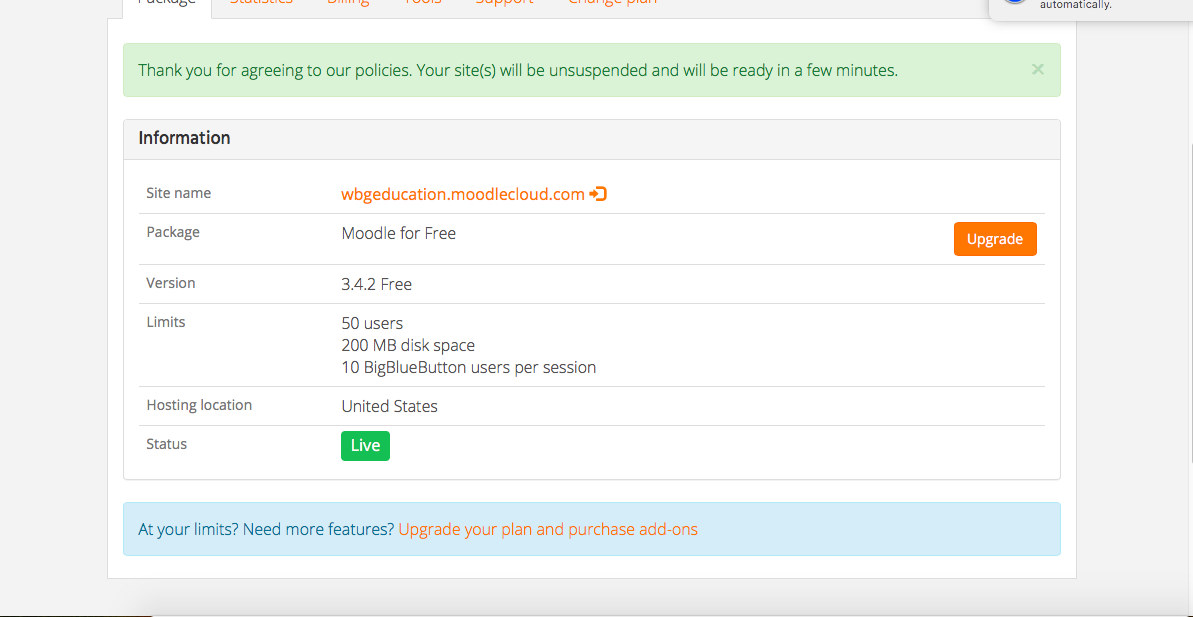 Package Statistics Billing Tools Support Change plan
automatically.
Thank you for agreeing to our policies. Your site(s) will be unsuspended and will be ready in a few minutes. ×
Information
Site name wbgeducation.moodlecloud.com
Package Moodle for Free Upgrade
Version 3.4.2 Free
Limits 50 users
200 MB disk space
10 BigBlueButton users per session
Hosting location United States
Status Live
At your limits? Need more features? Upgrade your plan and purchase add-ons